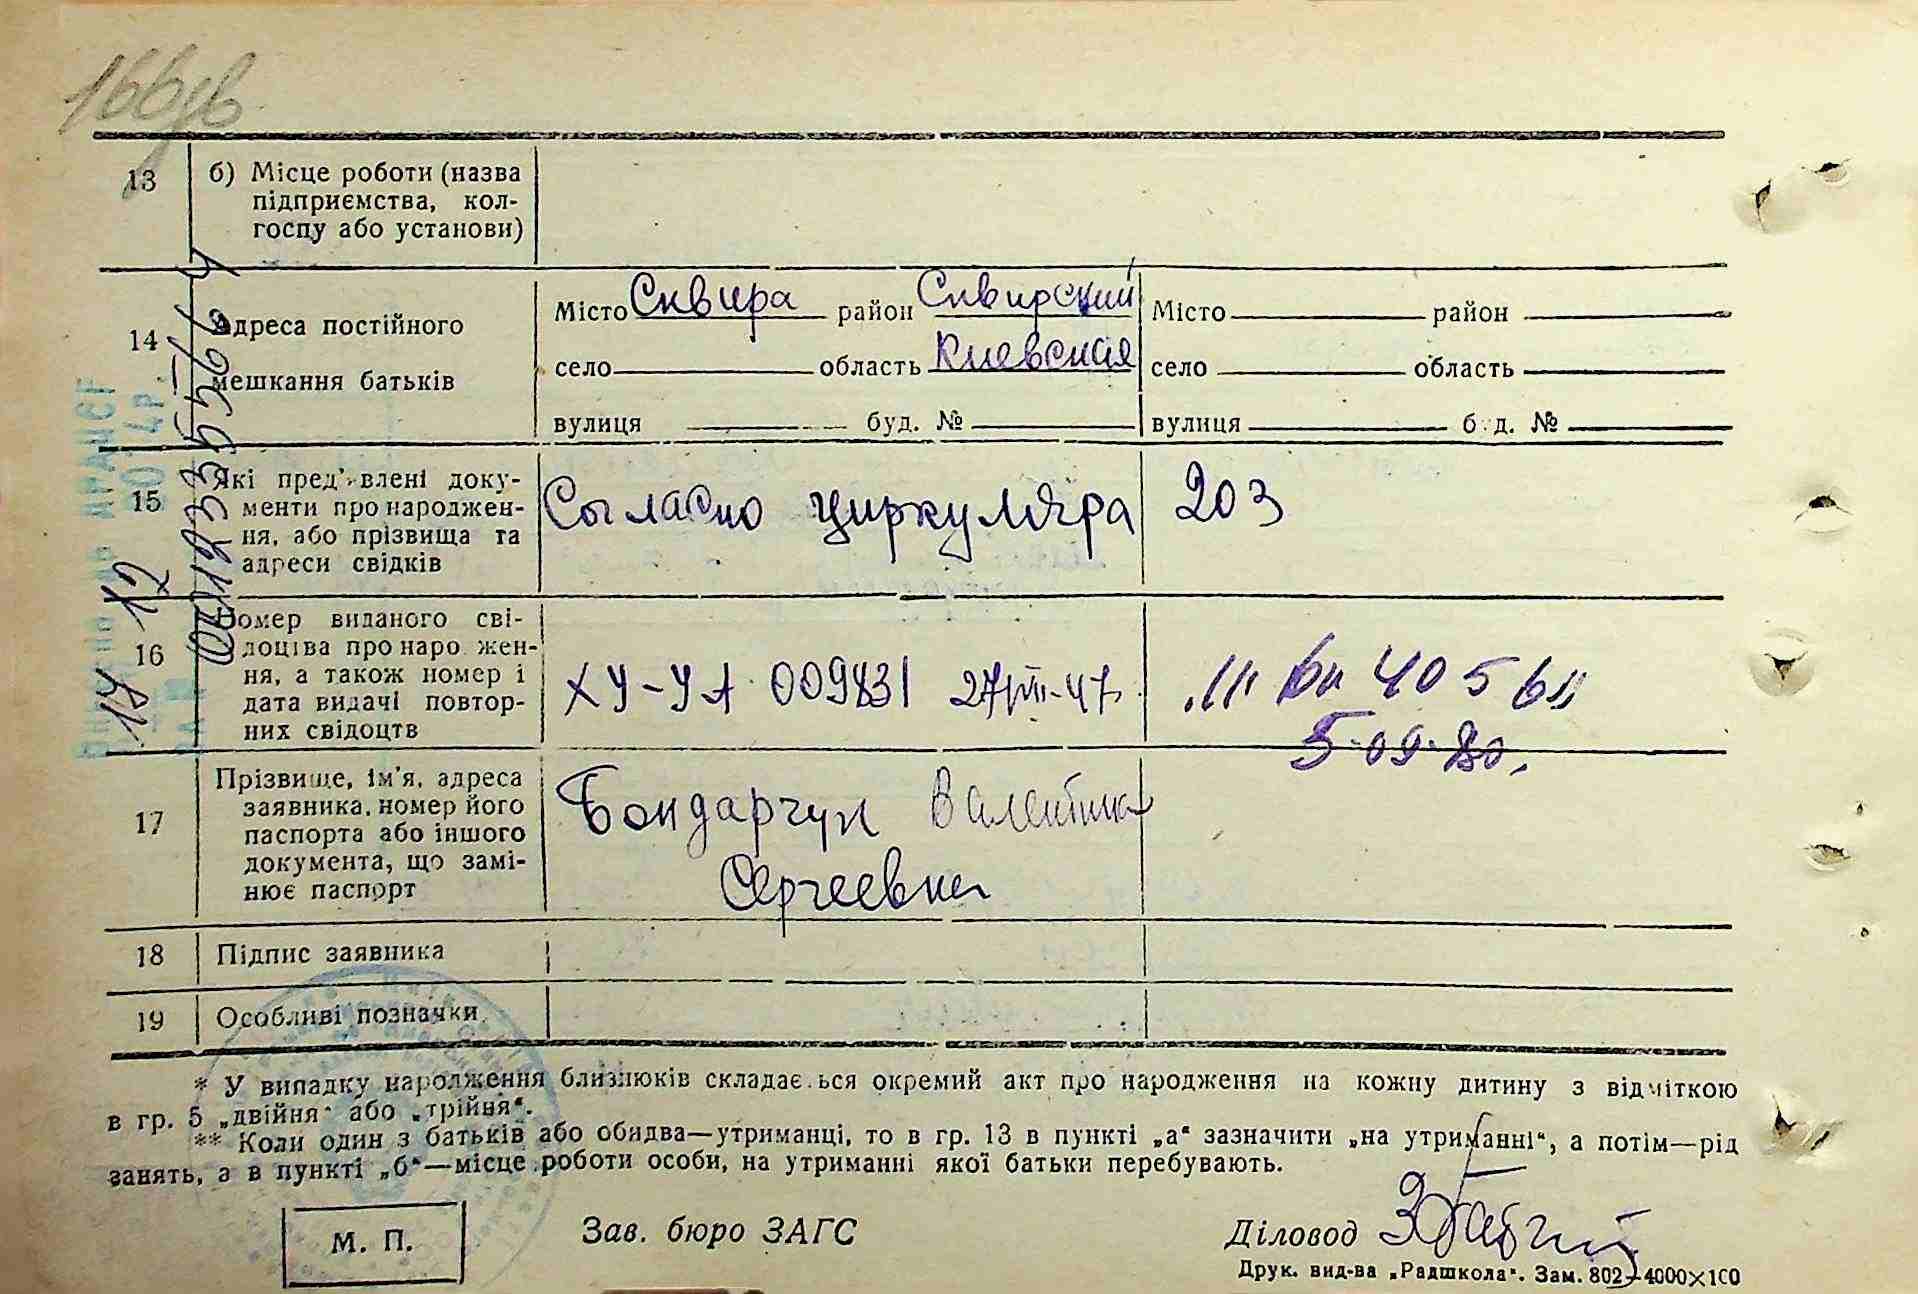 166
13
б) Місце роботи (назва
підприємства, кол-
госпу або установи)
14
Адреса постійного
мешкання батьків
Місто Сквира район Сквирский
село область Киевская
вулиця буд. №
Місто район
село область
вулиця буд. №
15
Які пред'явлені доку-
менти про народжен-
ня, або прізвища та
адреси свідків
Согласно циркуляра 203
16
Номер виданого сві-
доцтва про народжен-
ня, а також номер і
дата видачі повтор-
них свідоцтв
ХУ-УА 009831 27/VIII-47
5.09.80.
17
Прізвище, ім'я, адреса
заявника, номер його
паспорта або іншого
документа, що замі-
нює паспорт
Бондарчук Валентина
Сергеевна
18
Підпис заявника
19
Особливі позначки
* У випадку народження близнюків складається окремий акт про народження на кожну дитину з відміткою
в гр. 5 „двійня“ або „трійня“.
** Коли один з батьків або обидва—утриманці, то в гр. 13 в пункті „а“ зазначити „на утриманні“, а потім—рід
занять, а в пункті „б“—місце роботи особи, на утриманні якої батьки перебувають.
М. П.
Зав. бюро ЗАГС
Діловод
Друк. вид-ва „Радшкола“. Зам. 802—4000×100